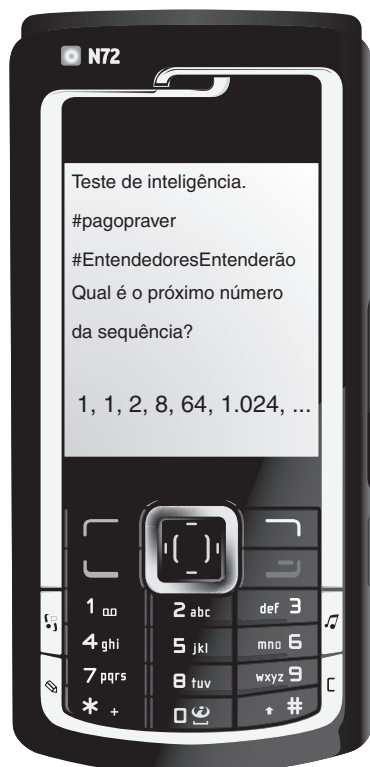 N72
Teste de inteligência.
#pagopraver
#EntendedoresEntenderão
Qual é o próximo número
da sequência?
1, 1, 2, 8, 64, 1.024, ...
1 2 abc def 3
4 ghi 5 jkl mno 6
7 pqrs 8 tuv wxyz 9
* + 0 #
C